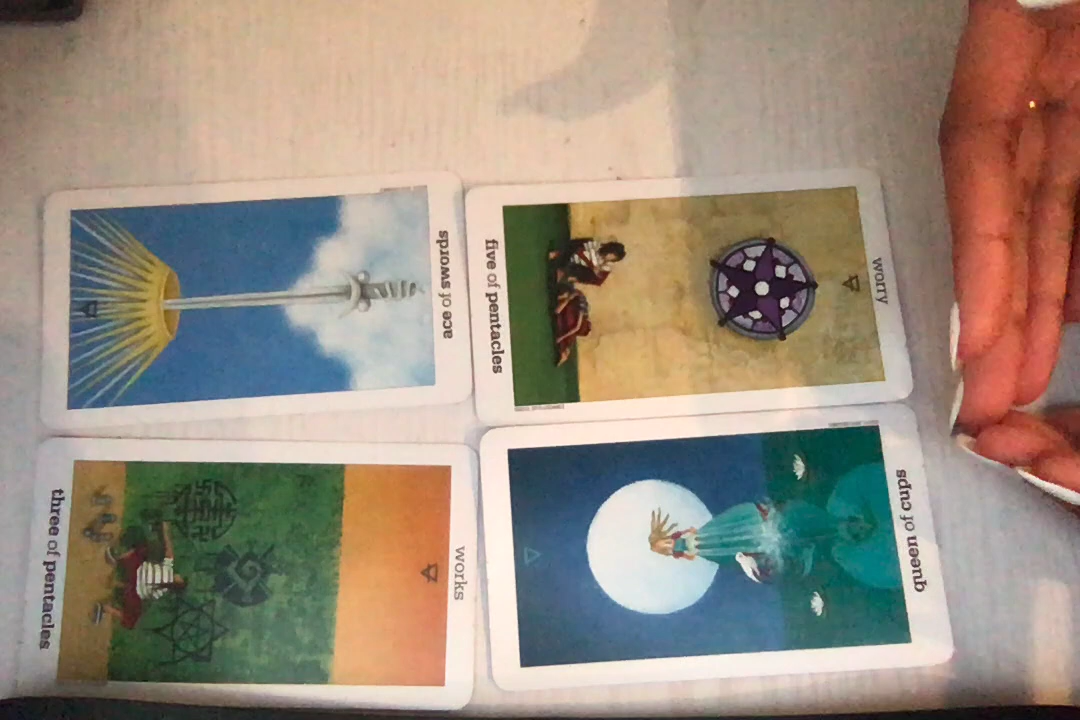 ace of swords
five of pentacles
worry
three of pentacles
works
queen of cups